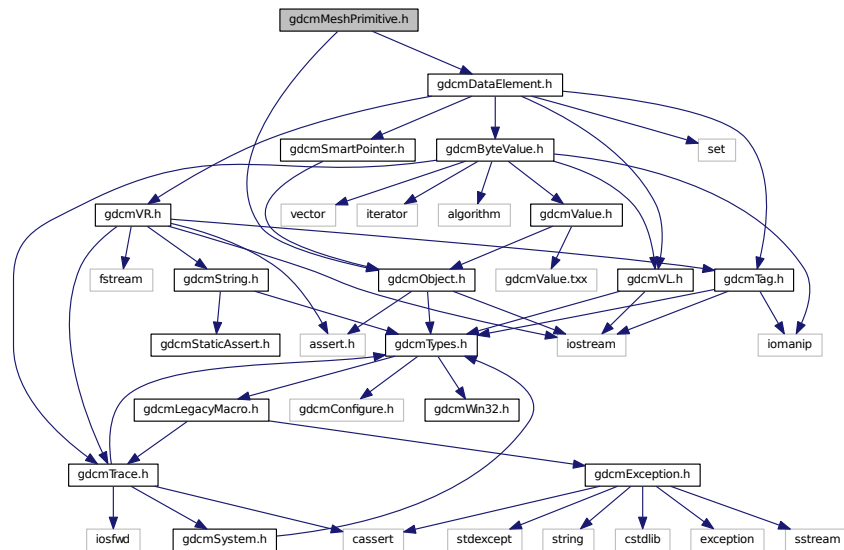 gdcmMeshPrimitive.h
gdcmDataElement.h
gdcmSmartPointer.h
gdcmByteValue.h
set
gdcmVR.h
vector
iterator
algorithm
gdcmValue.h
fstream
gdcmString.h
gdcmObject.h
gdcmValue.txx
gdcmVL.h
gdcmTag.h
gdcmStaticAssert.h
assert.h
gdcmTypes.h
iostream
iomanip
gdcmLegacyMacro.h
gdcmConfigure.h
gdcmWin32.h
gdcmTrace.h
gdcmException.h
iosfwd
gdcmSystem.h
cassert
stdexcept
string
cstdlib
exception
sstream